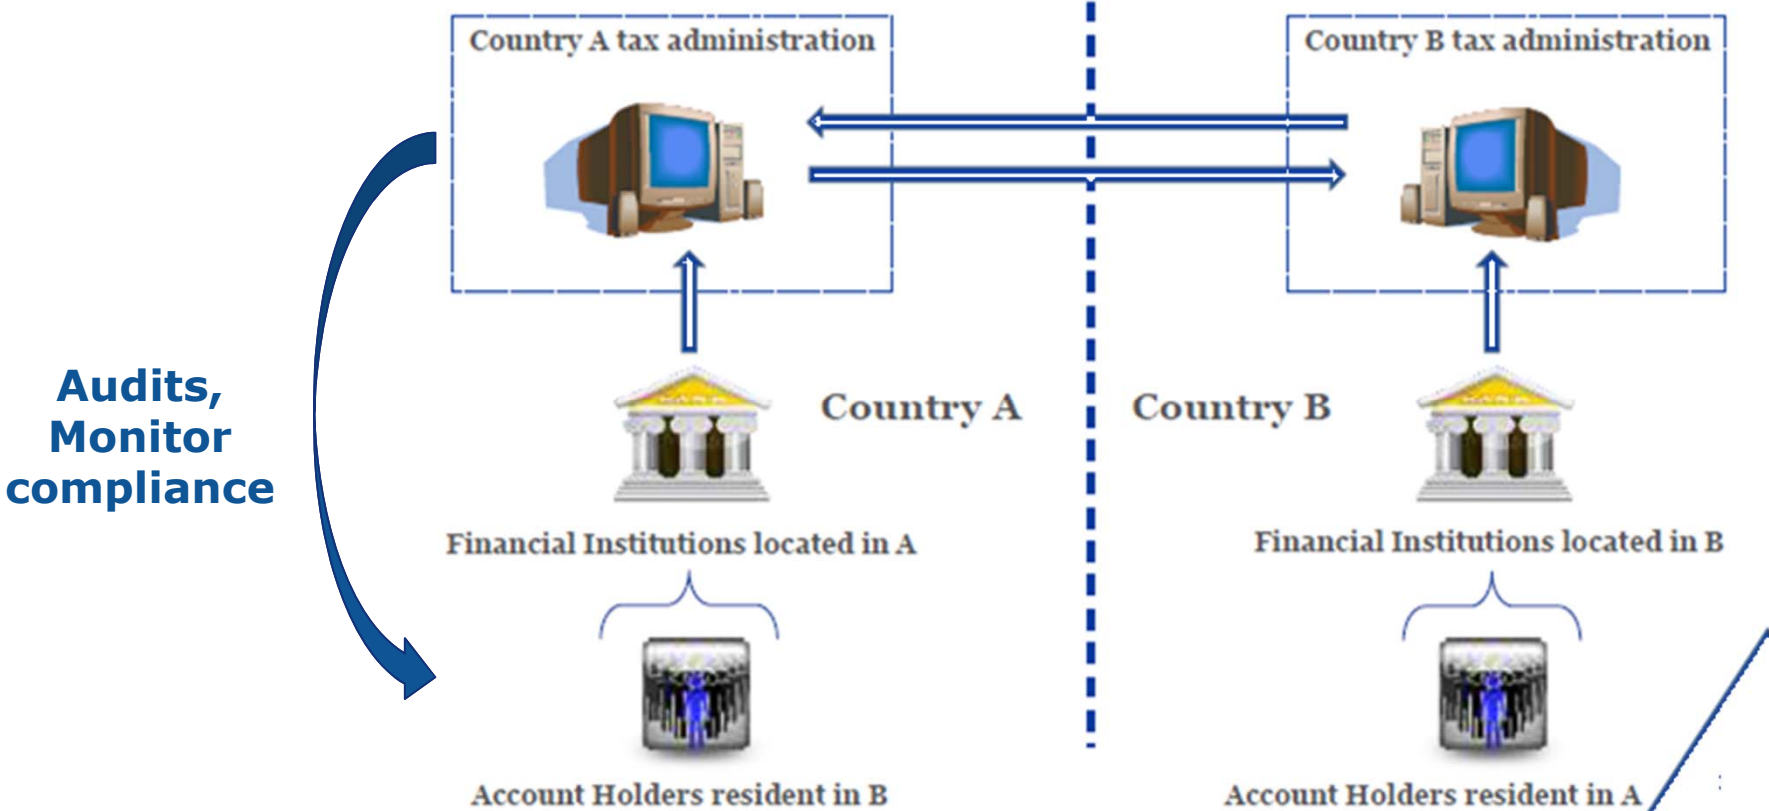 Country A tax administration
Country B tax administration
Audits,
Monitor
compliance
Country A
Country B
Financial Institutions located in A
Financial Institutions located in B
Account Holders resident in B
Account Holders resident in A